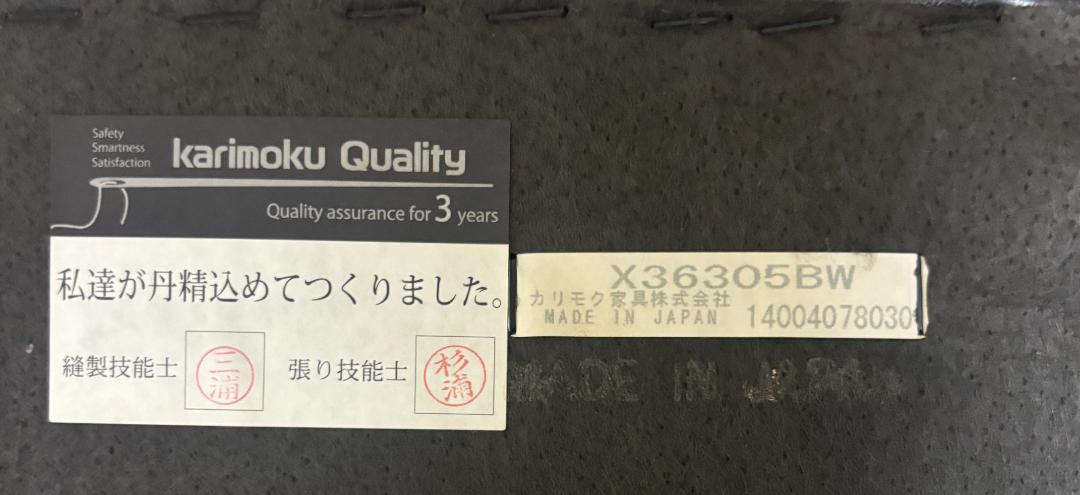 Safety
Smartness
Satisfaction
karimoku Quality
Quality assurance for 3 years
私達が丹精込めてつくりました。
縫製技能士 三浦 張り技能士 杉浦
X36305BW
カリモク家具株式会社
MADE IN JAPAN 14004078030
MADE IN JAPAN